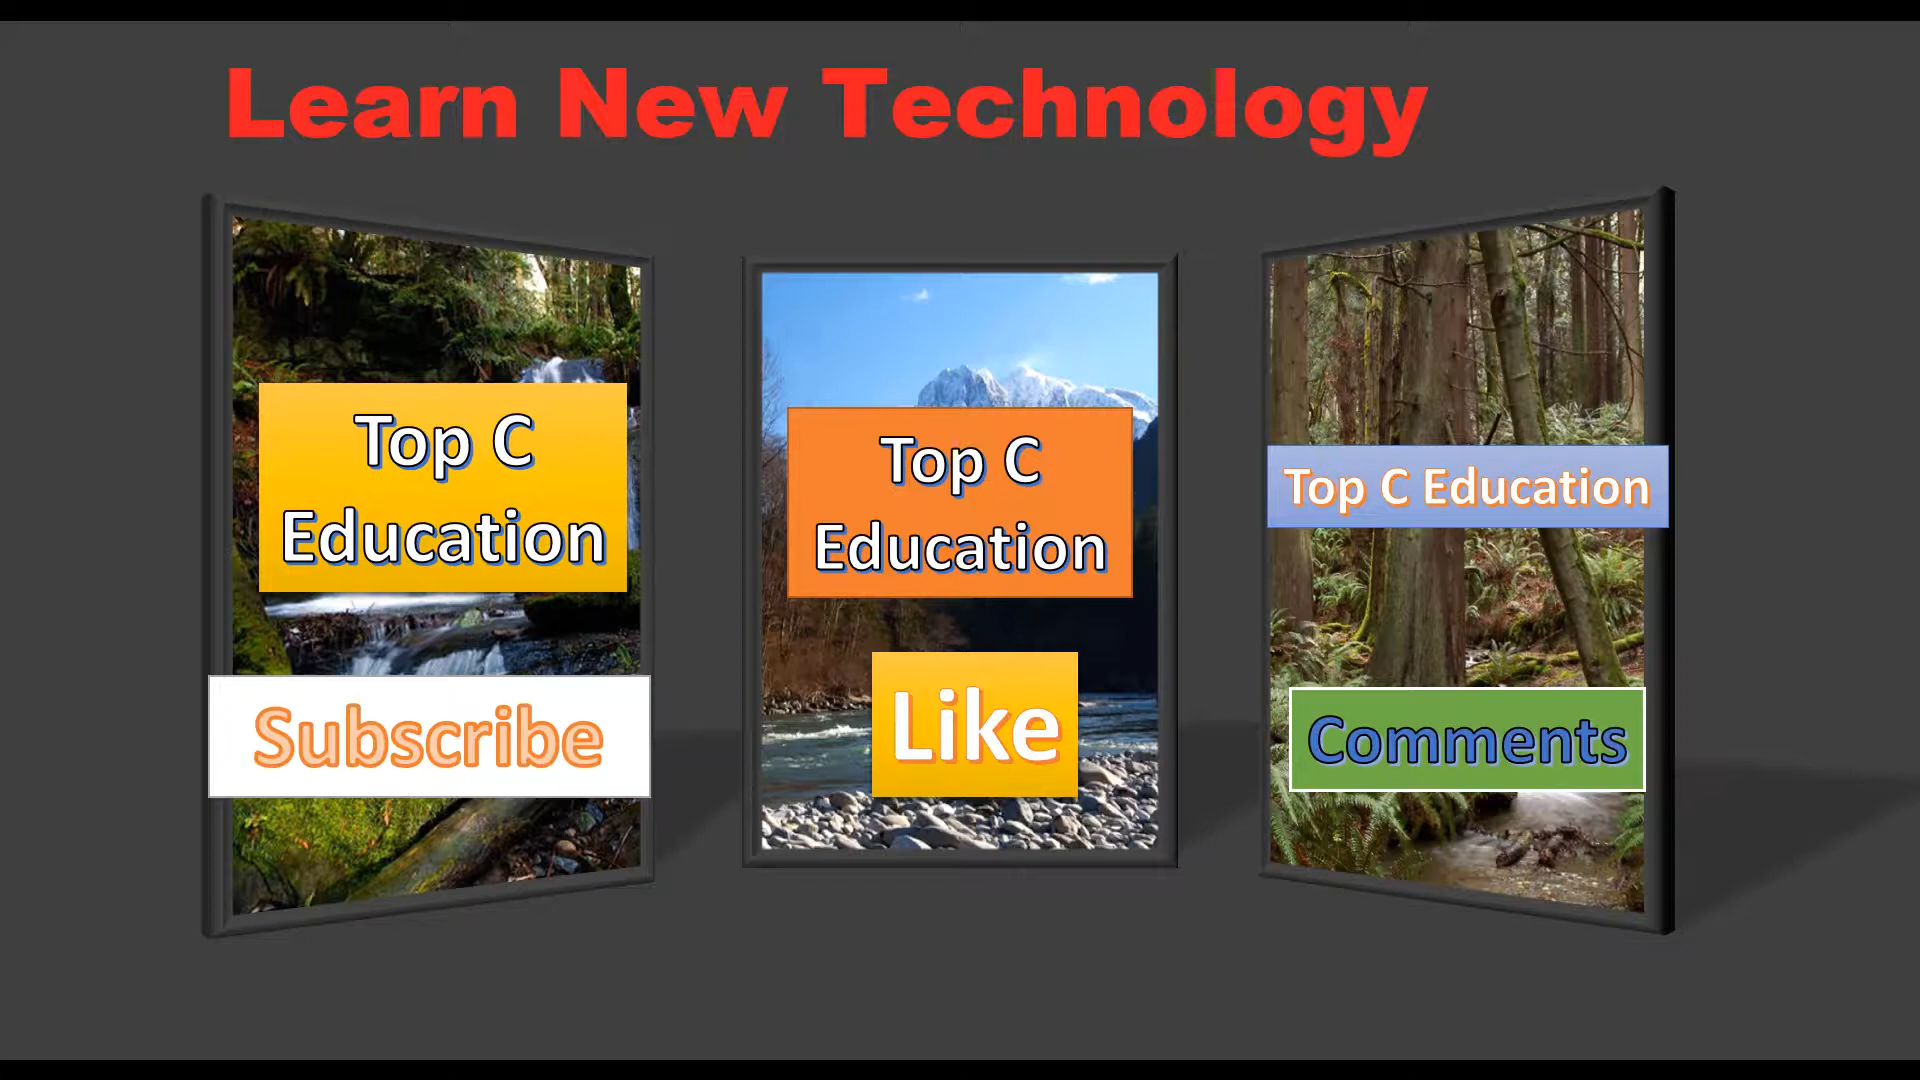 Learn New Technology
Top C
Education
Subscribe
Top C
Education
Like
Top C Education
Comments